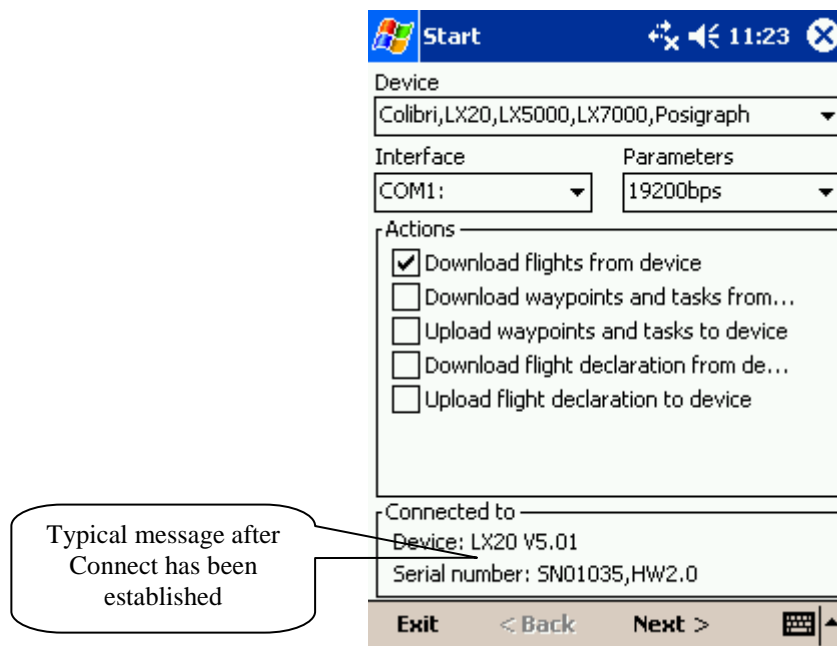 Start 11:23
Device
Colibri,LX20,LX5000,LX7000,Posigraph
Interface Parameters
COM1: 19200bps
Actions
Download flights from device
Download waypoints and tasks from...
Upload waypoints and tasks to device
Download flight declaration from de...
Upload flight declaration to device
Connected to
Device: LX20 V5.01
Serial number: SN01035,HW2.0
Exit < Back Next >
Typical message after
Connect has been
established